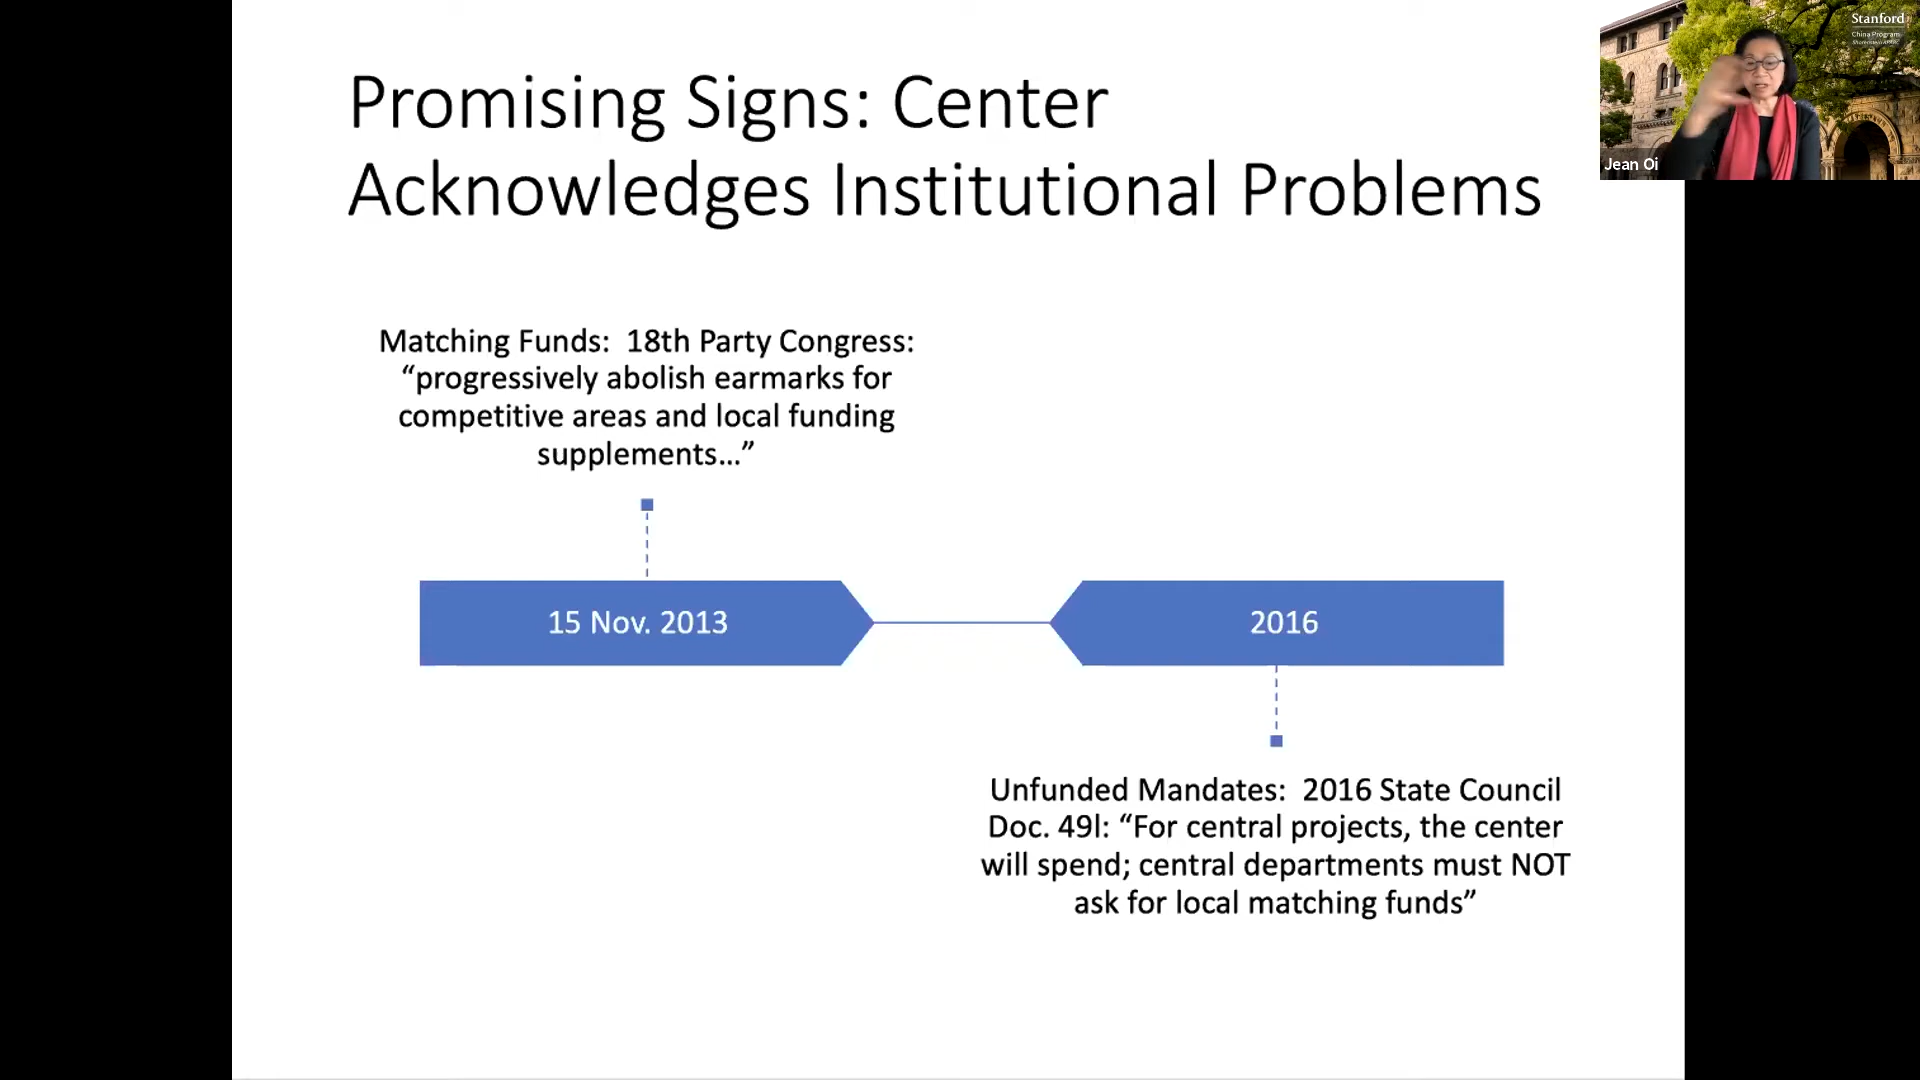 Promising Signs: Center
Acknowledges Institutional Problems
Stanford
China Program
Shorenstein APARC
Jean Oi
Matching Funds:  18th Party Congress:
“progressively abolish earmarks for
competitive areas and local funding
supplements…”
15 Nov. 2013
2016
Unfunded Mandates:  2016 State Council
Doc. 49l: “For central projects, the center
will spend; central departments must NOT
ask for local matching funds”